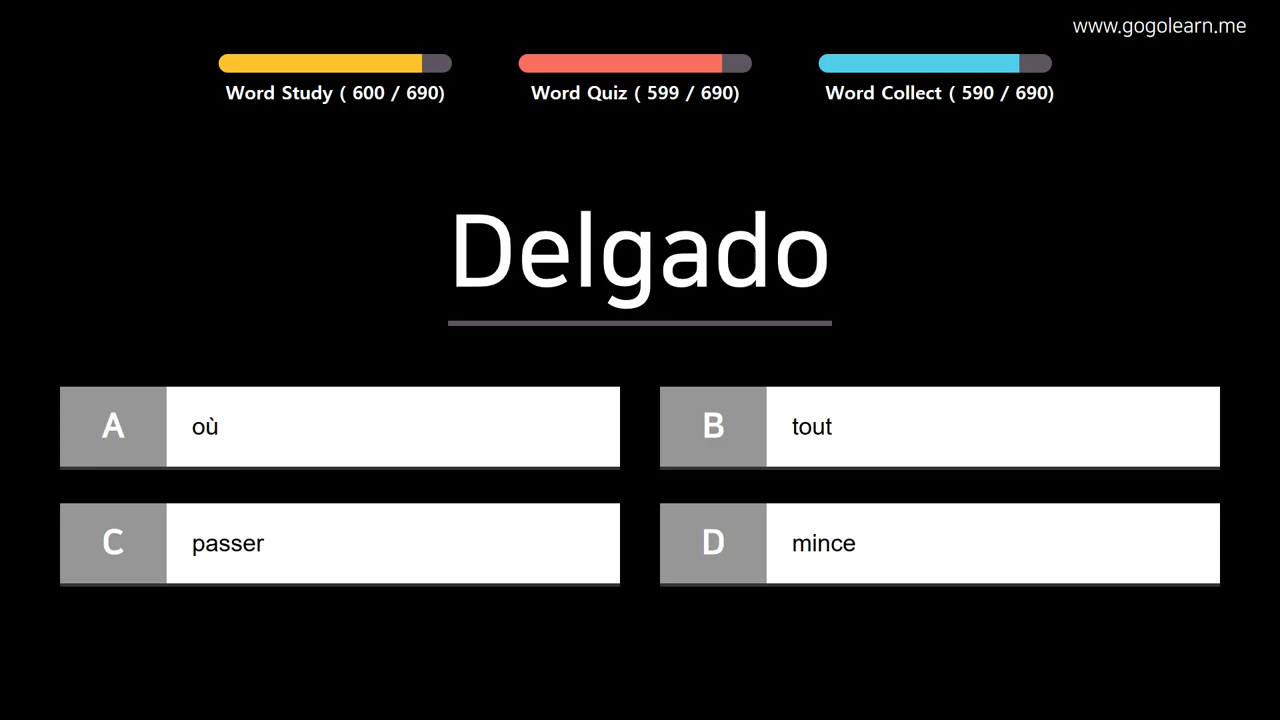 www.gogolearn.me
Word Study ( 600 / 690)
Word Quiz ( 599 / 690)
Word Collect ( 590 / 690)
Delgado
A
où
B
tout
C
passer
D
mince